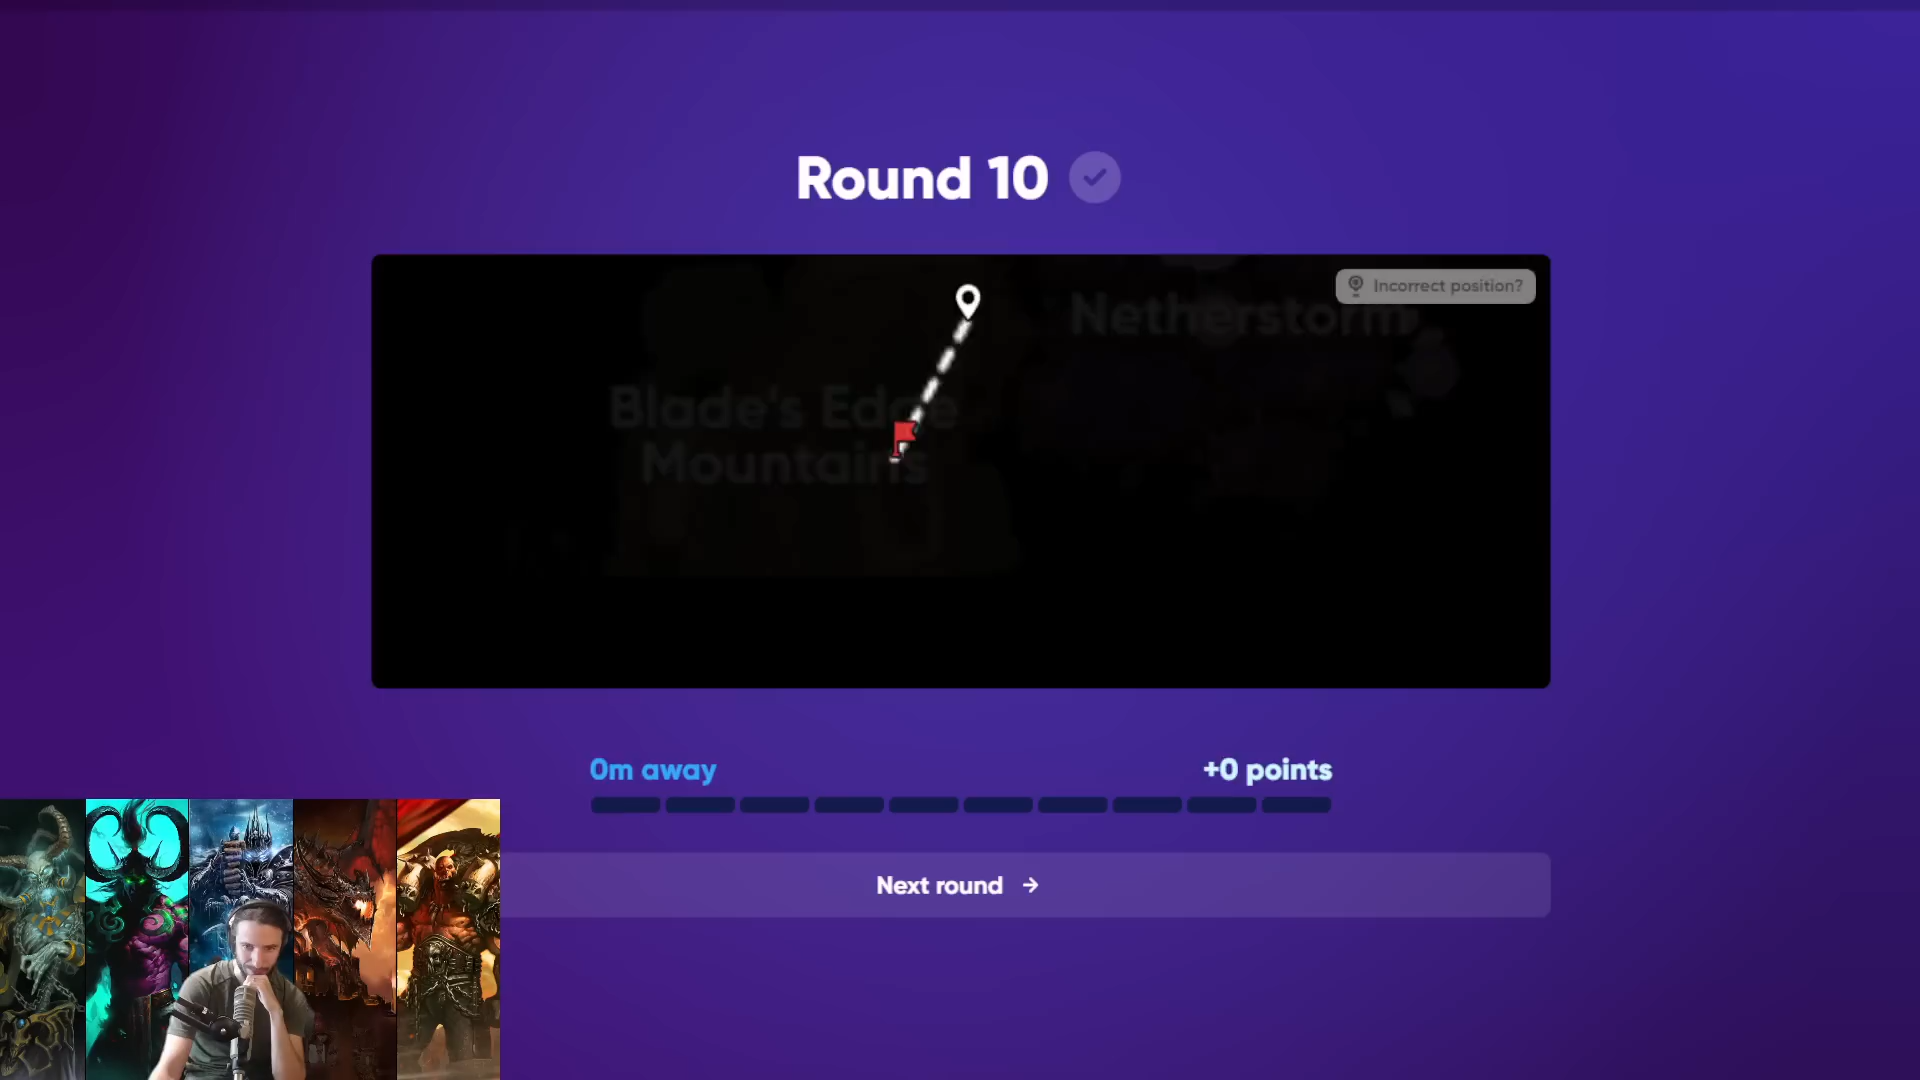 Round 10
Incorrect position?
Netherstorm
Blade's Edge
Mountains
0m away
+0 points
Next round